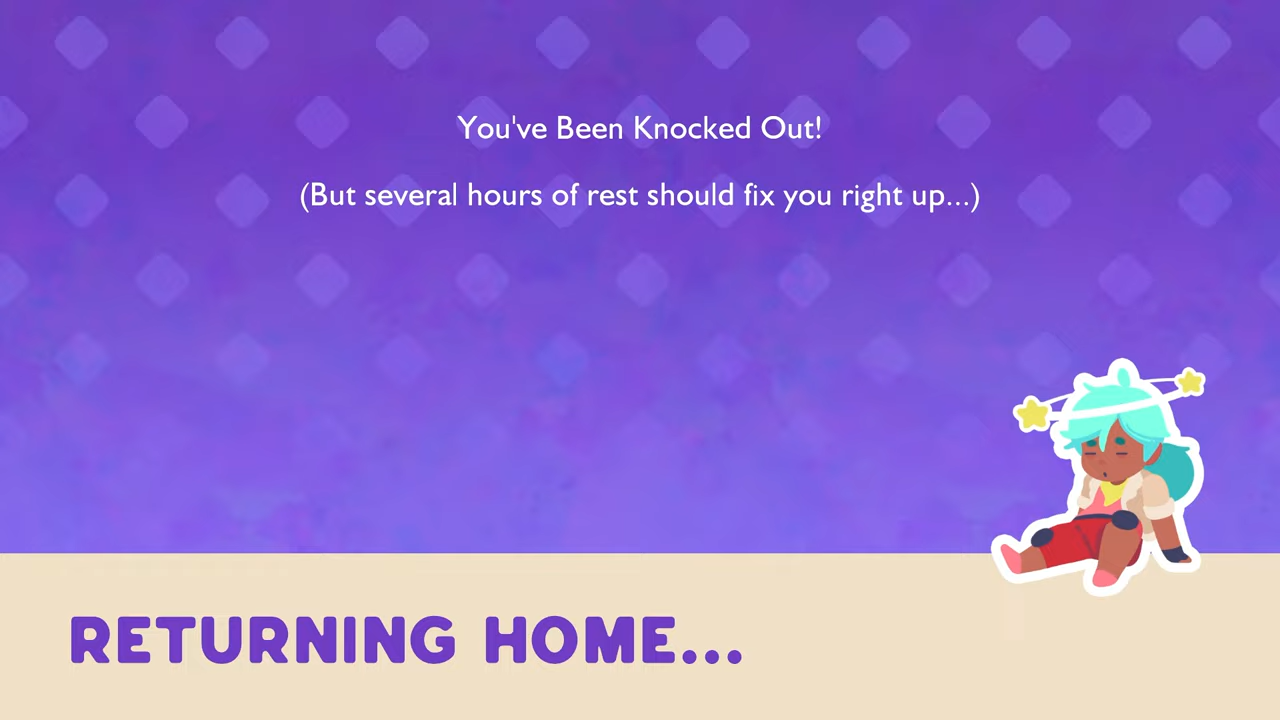 You've Been Knocked Out!
(But several hours of rest should fix you right up...)
RETURNING HOME...